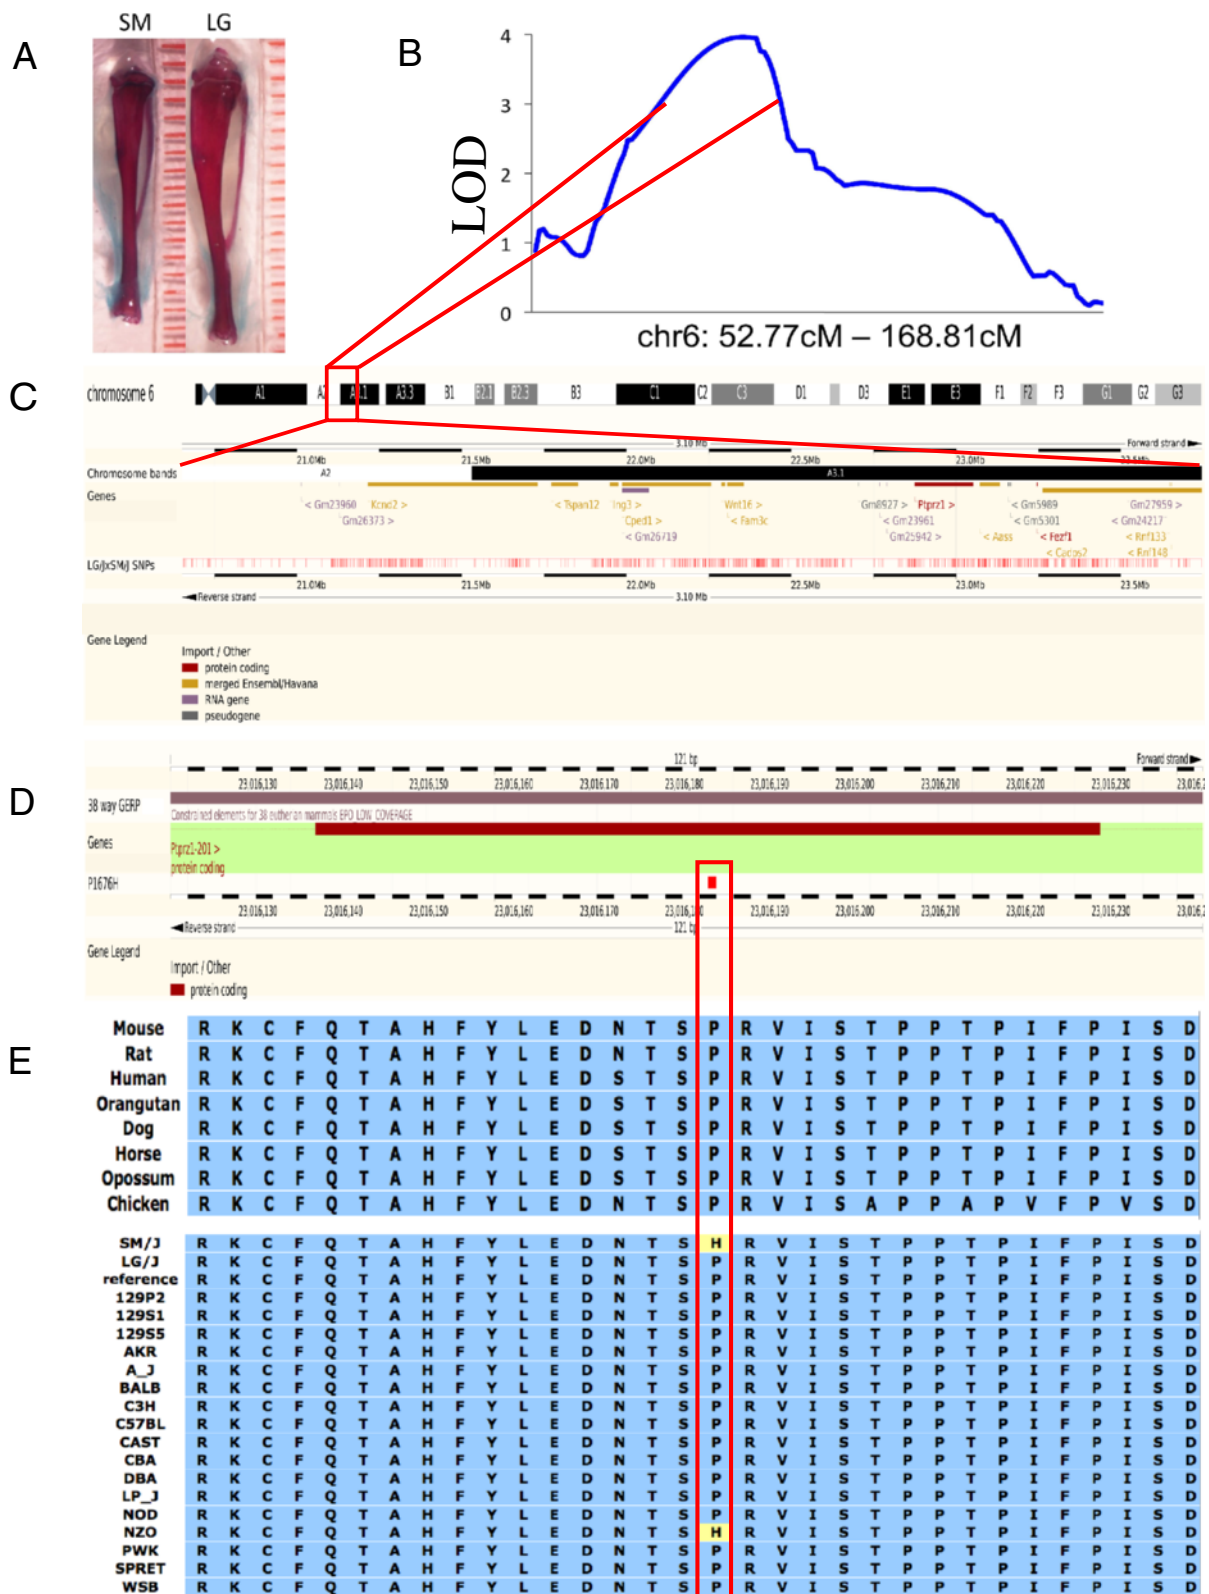 A
SM LG
B
4
3
2
1
0
LOD
chr6: 52.77cM – 168.81cM
C
chromosome 6
A1 A3.3 B1 B2.1 B2.3 B3 C1 C2 C3 D1 D3 E1 E3 F1 F2 F3 G1 G2 G3
3.10 Mb Forward strand
21.0Mb 21.5Mb 22.0Mb 22.5Mb 23.0Mb 23.5Mb
Chromosome bands A2 A3.1
Genes
< Gm23960 Kcnd2 > < Tspan12 Ing3 > Wnt16 > Gm8927 > Ptprz1 > < Gm5989 Gm27959 >
Gm26373 > Cped1 > < Fam3c < Gm23961 < Gm5301 < Gm24217
< Gm26719 Gm25942 > < Aass < Fezf1 < Rnf133
< Cadps2 < Rnf148
LG/JxSM/J SNPs
21.0Mb 21.5Mb 22.0Mb 22.5Mb 23.0Mb 23.5Mb
Reverse strand 3.10 Mb
Gene Legend
Import / Other
protein coding
merged Ensembl/Havana
RNA gene
pseudogene
D
121 bp Forward strand
23,016,130 23,016,140 23,016,150 23,016,160 23,016,170 23,016,180 23,016,190 23,016,200 23,016,210 23,016,220 23,016,230
38 way GERP
Constrained elements for 38 eutherian mammals EPO_LOW_COVERAGE
Genes
Ptprz1-201 >
protein coding
P1676H
23,016,130 23,016,140 23,016,150 23,016,160 23,016,170 23,016,180 23,016,190 23,016,200 23,016,210 23,016,220 23,016,230
Reverse strand 121 bp
Gene Legend
Import / Other
protein coding
E
Mouse R K C F Q T A H F Y L E D N T S P R V I S T P P T P I F P I S D
Rat R K C F Q T A H F Y L E D N T S P R V I S T P P T P I F P I S D
Human R K C F Q T A H F Y L E D S T S P R V I S T P P T P I F P I S D
Orangutan R K C F Q T A H F Y L E D S T S P R V I S T P P T P I F P I S D
Dog R K C F Q T A H F Y L E D S T S P R V I S T P P T P I F P I S D
Horse R K C F Q T A H F Y L E D S T S P R V I S T P P T P I F P I S D
Opossum R K C F Q T A H F Y L E D S T S P R V I S T P P T P I F P I S D
Chicken R K C F Q T A H F Y L E D N T S P R V I S A P P A P V F P V S D
SM/J R K C F Q T A H F Y L E D N T S H R V I S T P P T P I F P I S D
LG/J R K C F Q T A H F Y L E D N T S P R V I S T P P T P I F P I S D
reference R K C F Q T A H F Y L E D N T S P R V I S T P P T P I F P I S D
129P2 R K C F Q T A H F Y L E D N T S P R V I S T P P T P I F P I S D
129S1 R K C F Q T A H F Y L E D N T S P R V I S T P P T P I F P I S D
129S5 R K C F Q T A H F Y L E D N T S P R V I S T P P T P I F P I S D
AKR R K C F Q T A H F Y L E D N T S P R V I S T P P T P I F P I S D
A_J R K C F Q T A H F Y L E D N T S P R V I S T P P T P I F P I S D
BALB R K C F Q T A H F Y L E D N T S P R V I S T P P T P I F P I S D
C3H R K C F Q T A H F Y L E D N T S P R V I S T P P T P I F P I S D
C57BL R K C F Q T A H F Y L E D N T S P R V I S T P P T P I F P I S D
CAST R K C F Q T A H F Y L E D N T S P R V I S T P P T P I F P I S D
CBA R K C F Q T A H F Y L E D N T S P R V I S T P P T P I F P I S D
DBA R K C F Q T A H F Y L E D N T S P R V I S T P P T P I F P I S D
LP_J R K C F Q T A H F Y L E D N T S P R V I S T P P T P I F P I S D
NOD R K C F Q T A H F Y L E D N T S P R V I S T P P T P I F P I S D
NZO R K C F Q T A H F Y L E D N T S H R V I S T P P T P I F P I S D
PWK R K C F Q T A H F Y L E D N T S P R V I S T P P T P I F P I S D
SPRET R K C F Q T A H F Y L E D N T S P R V I S T P P T P I F P I S D
WSB R K C F Q T A H F Y L E D N T S P R V I S T P P T P I F P I S D